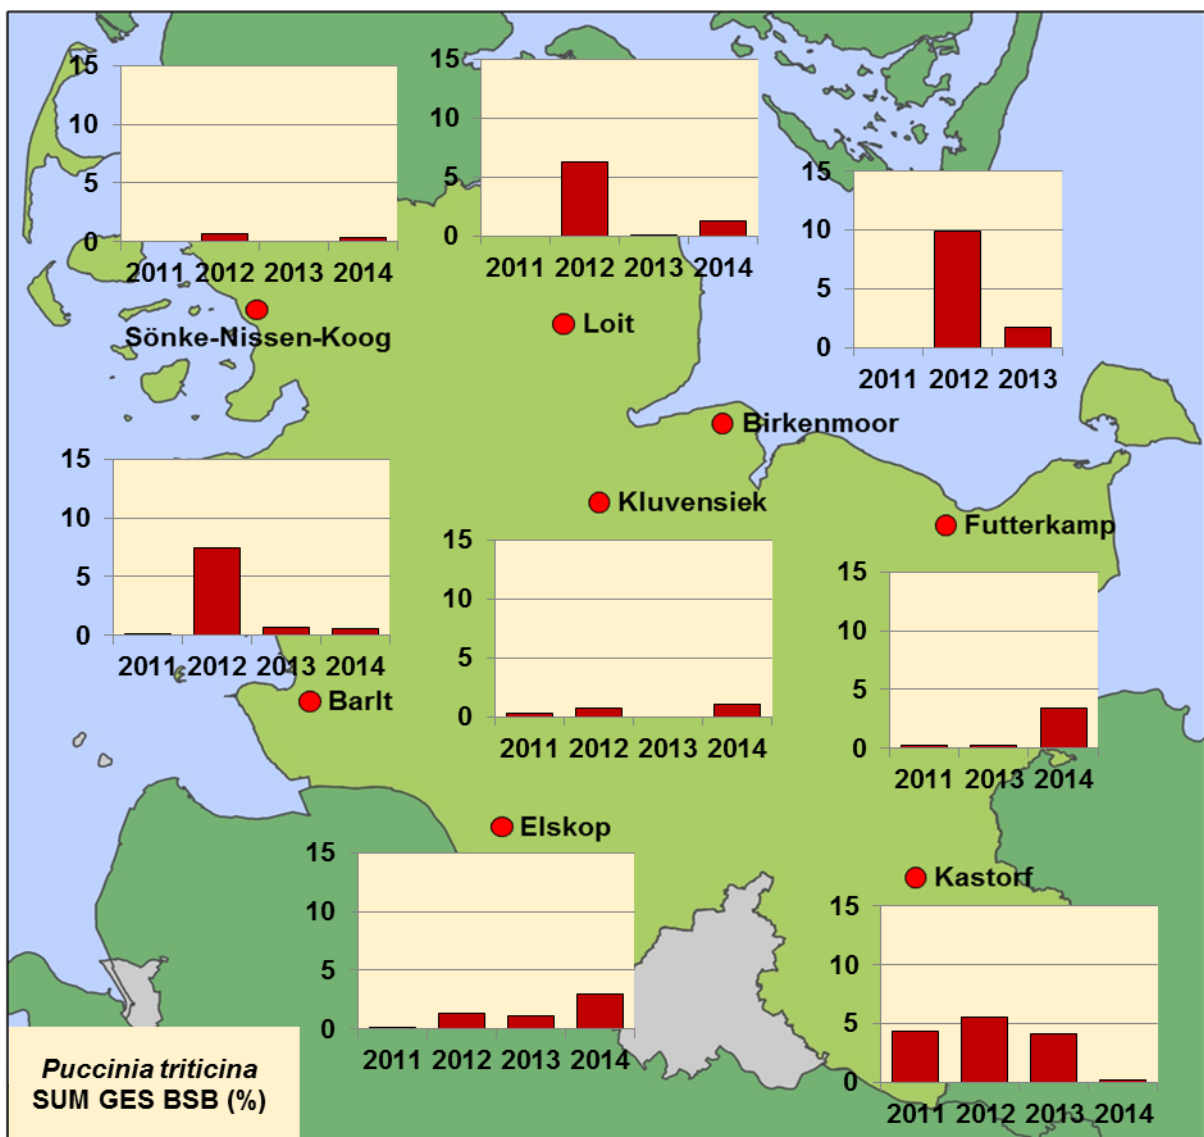 15
10
5
0
2011 2012 2013 2014
Sönke-Nissen-Koog
15
10
5
0
2011 2012 2013 2014
Loit
15
10
5
0
2011 2012 2013
Birkenmoor
15
10
5
0
2011 2012 2013 2014
Barlt
Kluvensiek
15
10
5
0
2011 2012 2013 2014
Futterkamp
15
10
5
0
2011 2013 2014
Elskop
15
10
5
0
2011 2012 2013 2014
Kastorf
15
10
5
0
2011 2012 2013 2014
Puccinia triticina
SUM GES BSB (%)